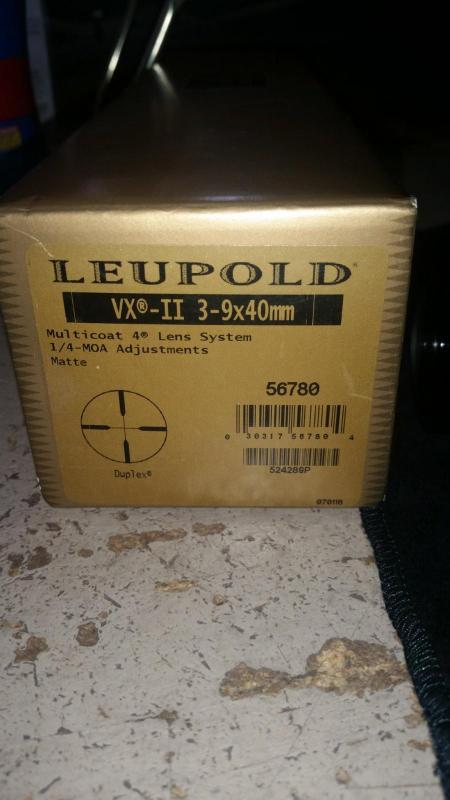 LEUPOLD®
VX®-II 3-9x40mm
Multicoat 4® Lens System
1/4-MOA Adjustments
Matte
56780
0 30317 56780 4
524289P
Duplex®
070118